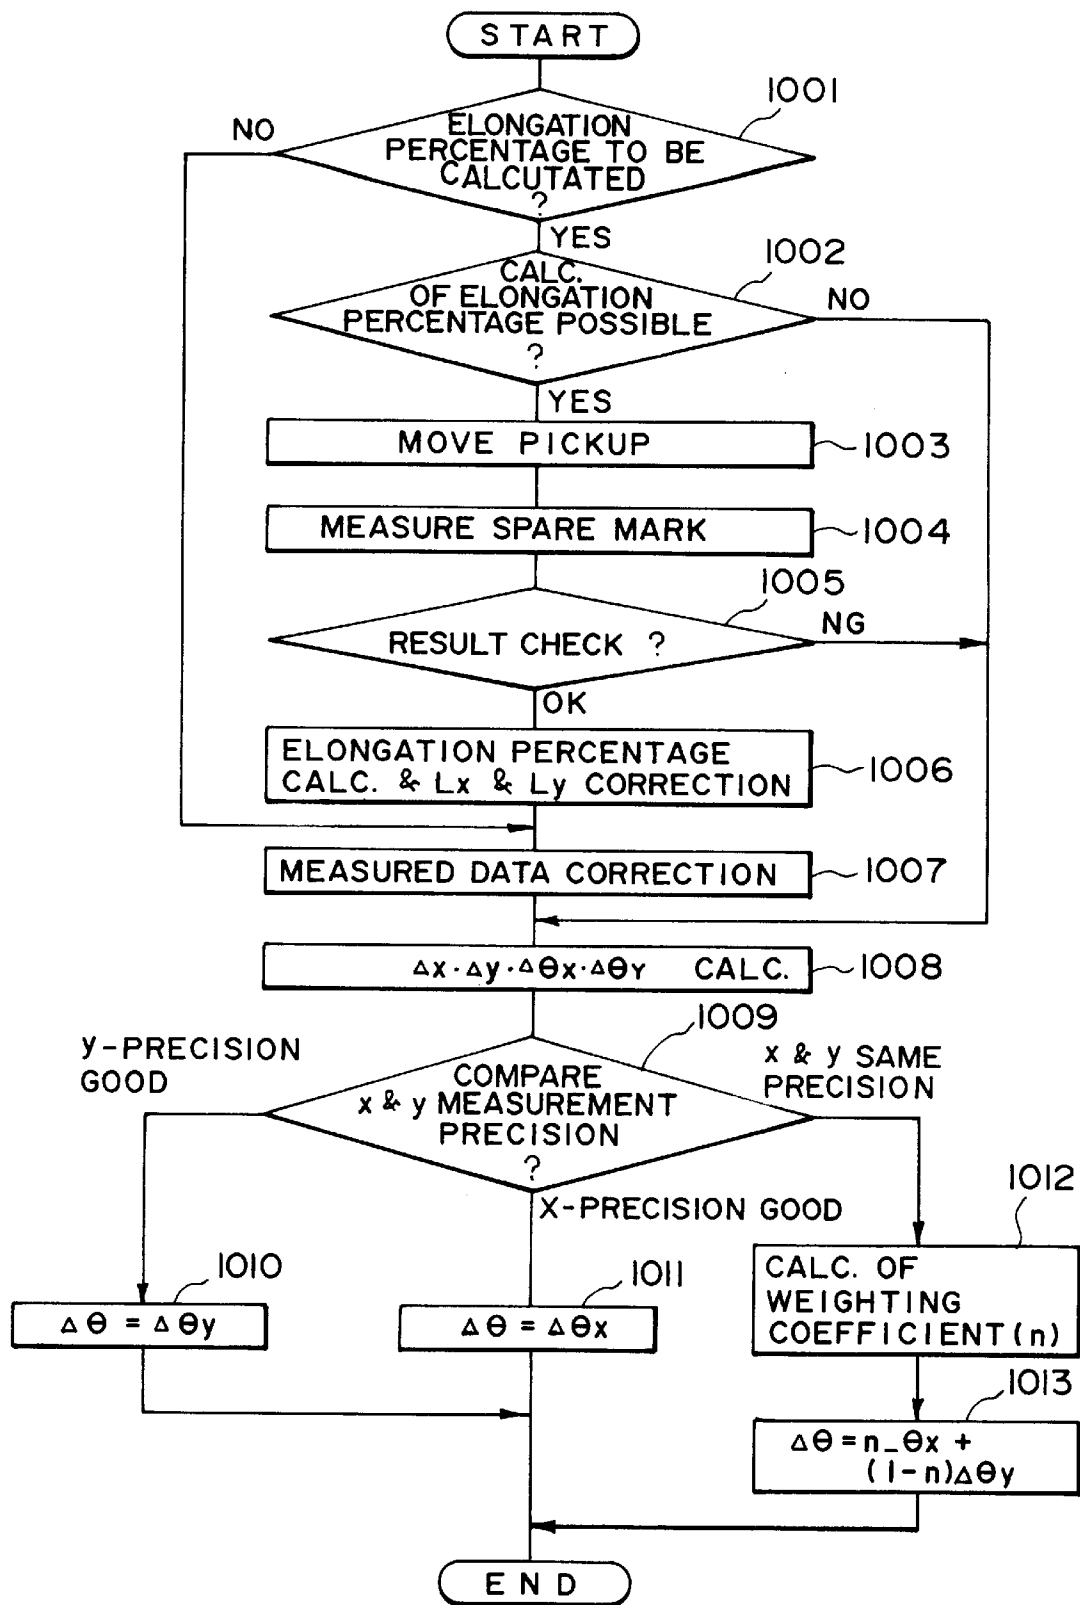 START
1001
NO
ELONGATION
PERCENTAGE TO BE
CALCUTATED
?
YES
1002
CALC.
OF ELONGATION
PERCENTAGE POSSIBLE
?
NO
YES
MOVE PICKUP
1003
MEASURE SPARE MARK
1004
1005
RESULT CHECK ?
NG
OK
ELONGATION PERCENTAGE
CALC. & Lx & Ly CORRECTION
1006
MEASURED DATA CORRECTION
1007
Δx·Δy·Δθx·ΔθY CALC.
1008
1009
y-PRECISION
GOOD
COMPARE
x & y MEASUREMENT
PRECISION
?
x & y SAME
PRECISION
X-PRECISION GOOD
1010
Δθ = Δθy
1011
Δθ = Δθx
1012
CALC. OF
WEIGHTING
COEFFICIENT(n)
1013
Δθ = n_θx +
(1-n)Δθy
END